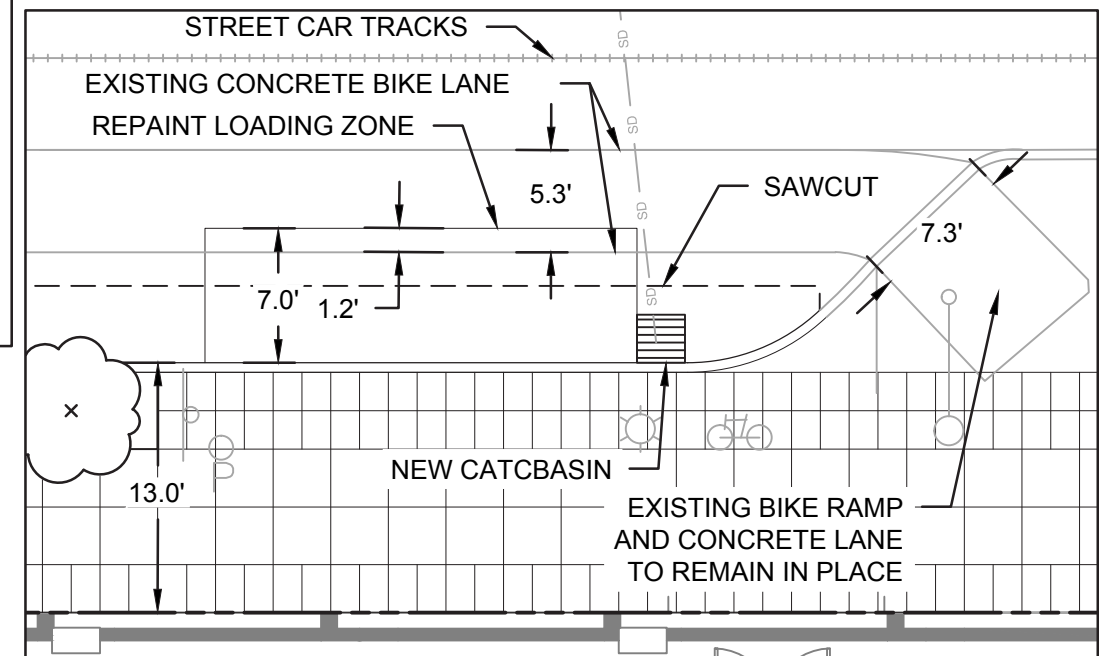 STREET CAR TRACKS
SD
EXISTING CONCRETE BIKE LANE
REPAINT LOADING ZONE
SD
5.3'
SAWCUT
SD
7.3'
7.0'
1.2'
SD
13.0'
NEW CATCBASIN
EXISTING BIKE RAMP
AND CONCRETE LANE
TO REMAIN IN PLACE